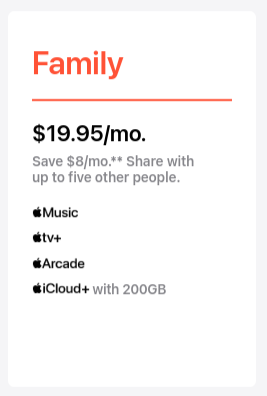 Family
$19.95/mo.
Save $8/mo.** Share with
up to five other people.
Music
tv+
Arcade
iCloud+ with 200GB